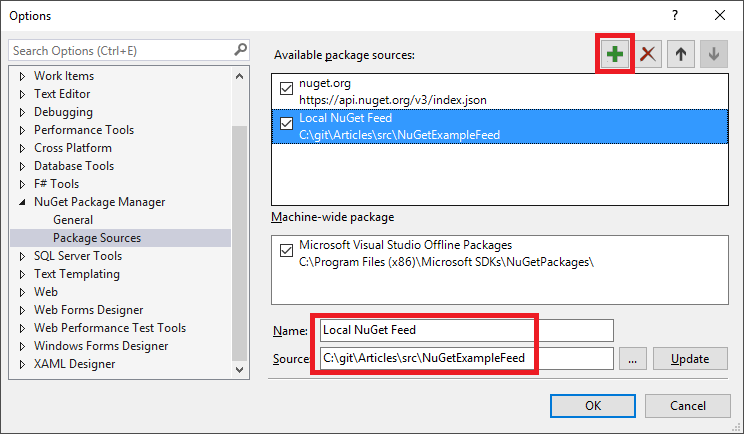 Options
Search Options (Ctrl+E)
Work Items
Text Editor
Debugging
Performance Tools
Cross Platform
Database Tools
F# Tools
NuGet Package Manager
General
Package Sources
SQL Server Tools
Text Templating
Web
Web Forms Designer
Web Performance Test Tools
Windows Forms Designer
XAML Designer
Available package sources:
nuget.org
https://api.nuget.org/v3/index.json
Local NuGet Feed
C:\git\Articles\src\NuGetExampleFeed
Machine-wide package
Microsoft Visual Studio Offline Packages
C:\Program Files (x86)\Microsoft SDKs\NuGetPackages\
Name: Local NuGet Feed
Source: C:\git\Articles\src\NuGetExampleFeed ... Update
OK Cancel